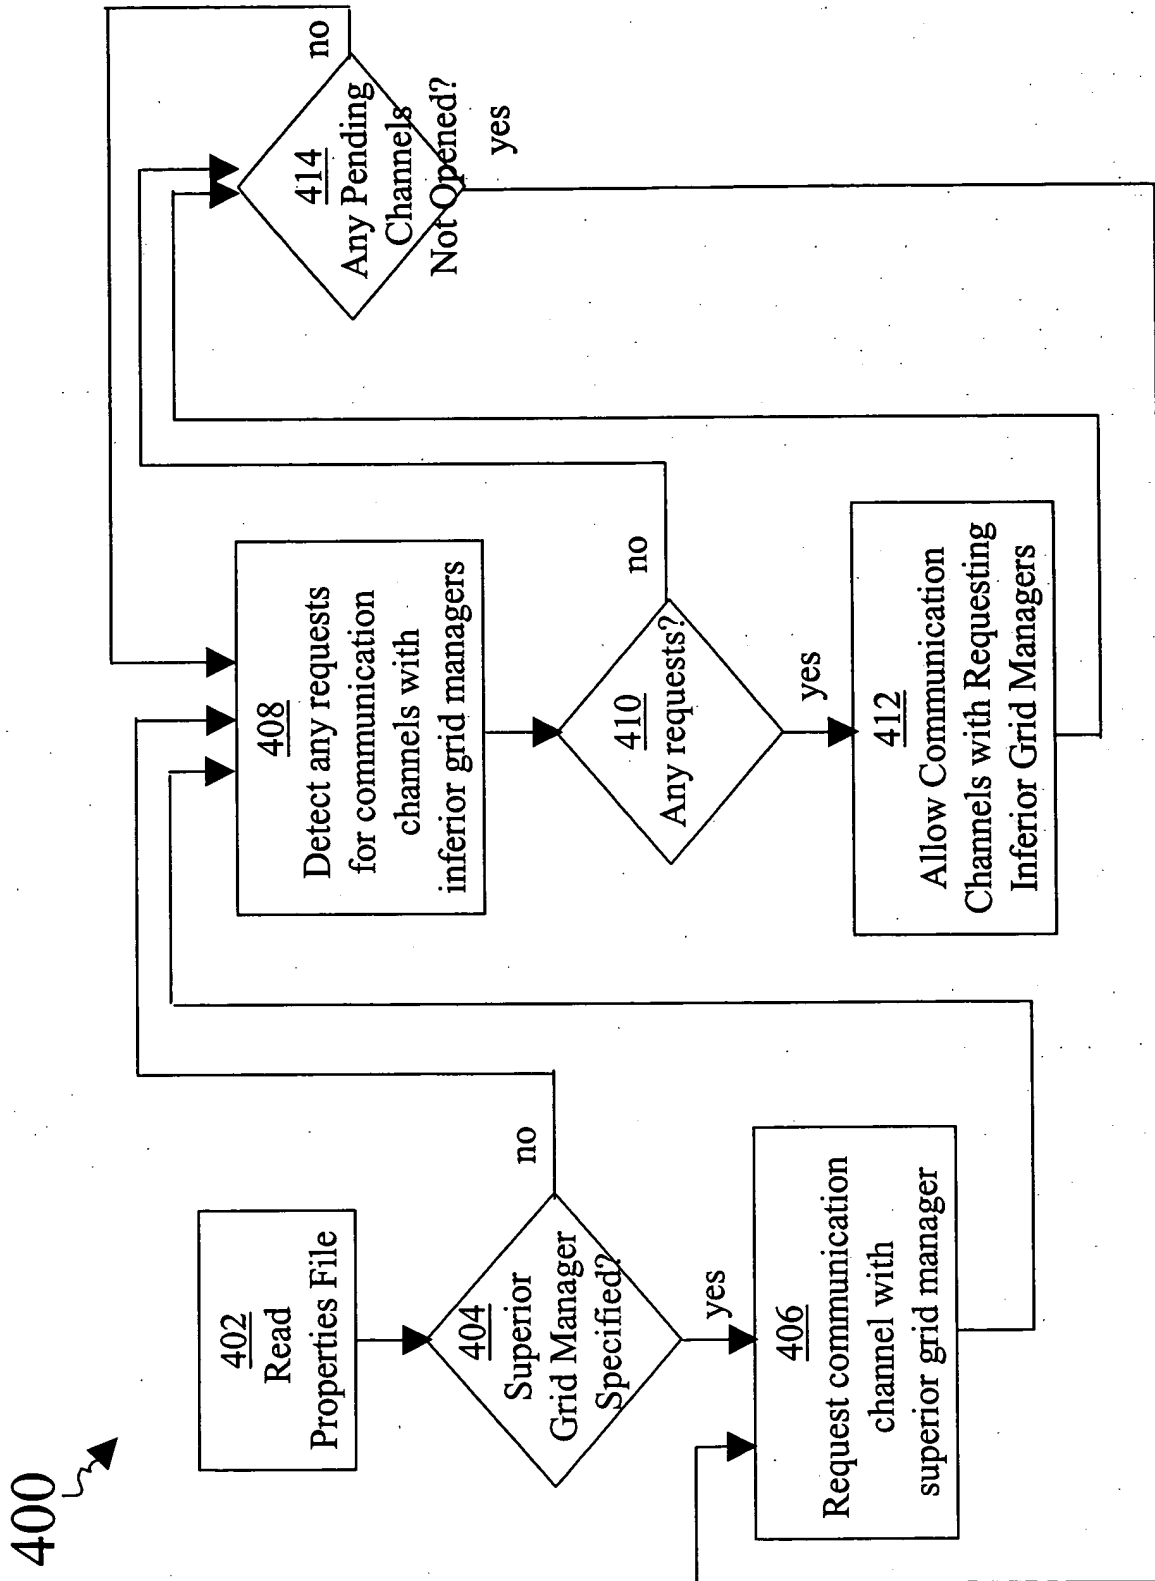 400
402
Read
Properties File
404
Superior
Grid Manager
Specified?
no
yes
406
Request communication
channel with
superior grid manager
408
Detect any requests
for communication
channels with
inferior grid managers
410
Any requests?
no
yes
412
Allow Communication
Channels with Requesting
Inferior Grid Managers
414
Any Pending
Channels
Not Opened?
no
yes